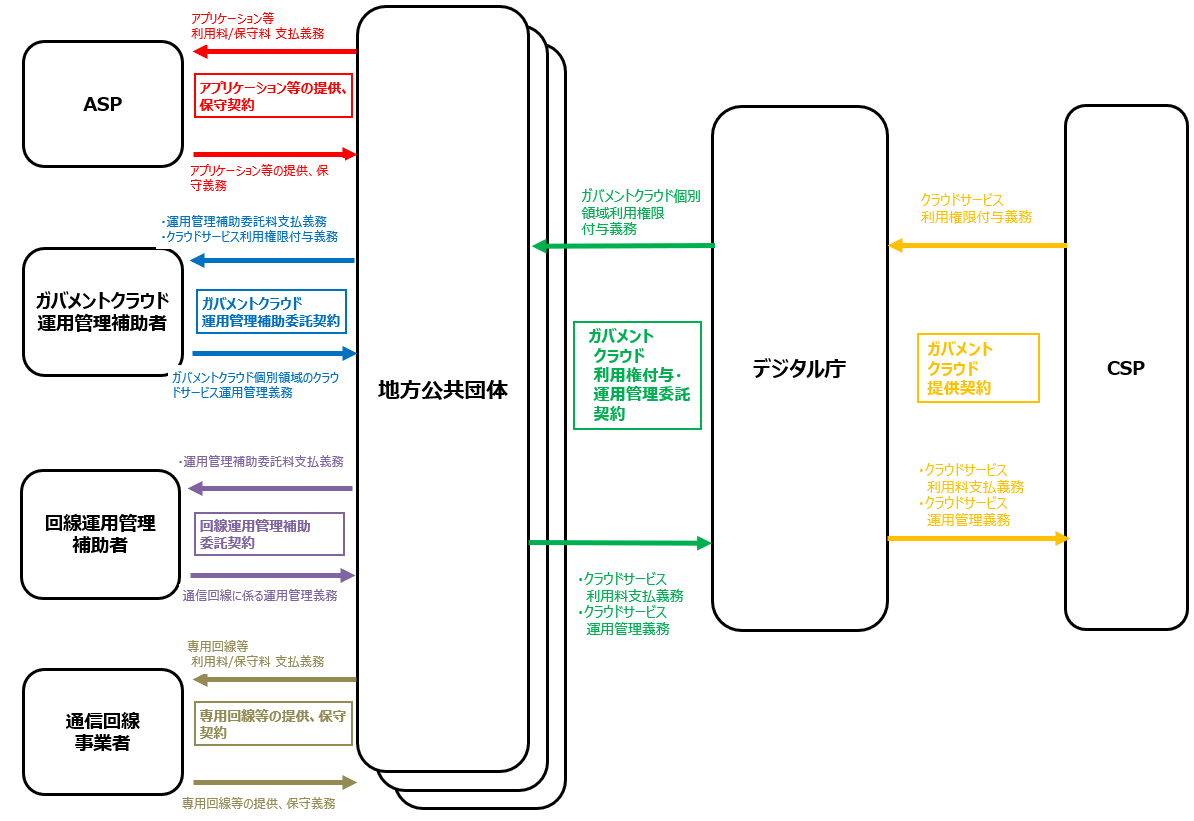 アプリケーション等
利用料/保守料 支払義務
ASP
アプリケーション等の提供、
保守契約
アプリケーション等の提供、保
守義務
・運用管理補助委託料支払義務
・クラウドサービス利用権限付与義務
ガバメントクラウド
運用管理補助者
ガバメントクラウド
運用管理補助委託契約
ガバメントクラウド個別領域のクラウ
ドサービス運用管理義務
・運用管理補助委託料支払義務
回線運用管理
補助者
回線運用管理補助
委託契約
通信回線に係る運用管理義務
専用回線等
利用料/保守料 支払義務
通信回線
事業者
専用回線等の提供、保守
契約
専用回線等の提供、保守義務
地方公共団体
ガバメントクラウド個別
領域利用権限
付与義務
ガバメント
クラウド
利用権付与・
運用管理委託
契約
・クラウドサービス
利用料支払義務
・クラウドサービス
運用管理義務
デジタル庁
クラウドサービス
利用権限付与義務
ガバメント
クラウド
提供契約
・クラウドサービス
利用料支払義務
・クラウドサービス
運用管理義務
CSP